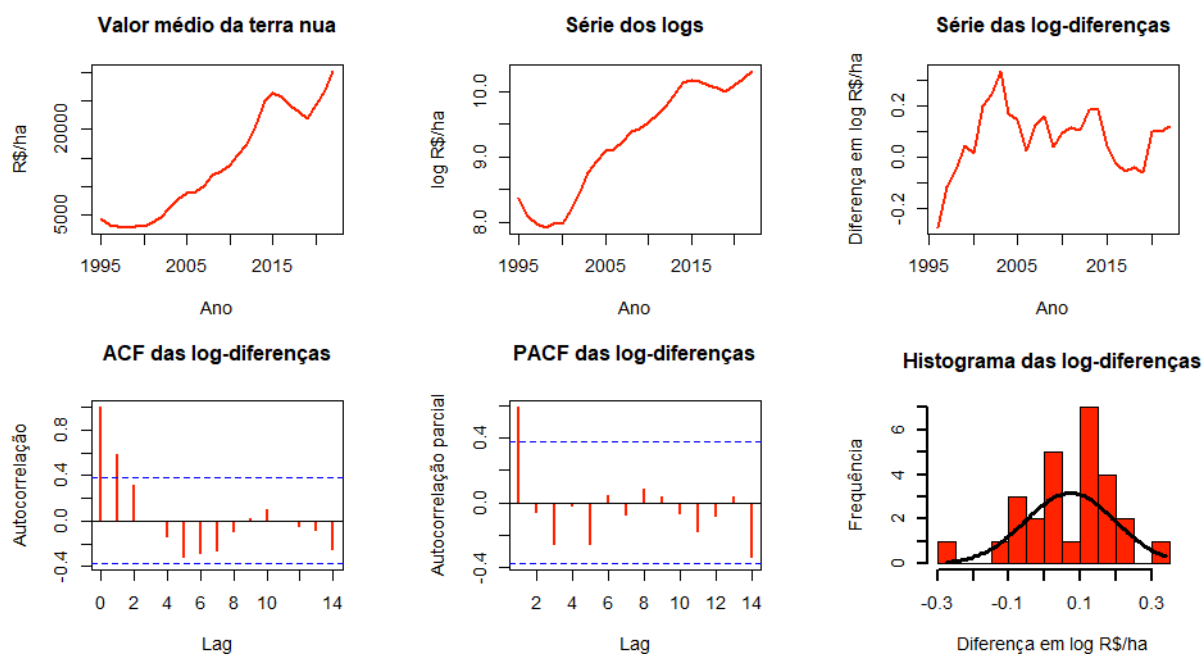 Valor médio da terra nua
R$/ha
5000
20000
1995
2005
2015
Ano
Série dos logs
log R$/ha
8.0
9.0
10.0
1995
2005
2015
Ano
Série das log-diferenças
Diferença em log R$/ha
-0.2
0.0
0.2
1995
2005
2015
Ano
ACF das log-diferenças
Autocorrelação
-0.4
0.0
0.4
0.8
0
2
4
6
8
10
14
Lag
PACF das log-diferenças
Autocorrelação parcial
-0.4
0.0
0.4
2
4
6
8
10
12
14
Lag
Histograma das log-diferenças
Frequência
0
2
4
6
-0.3
-0.1
0.1
0.3
Diferença em log R$/ha